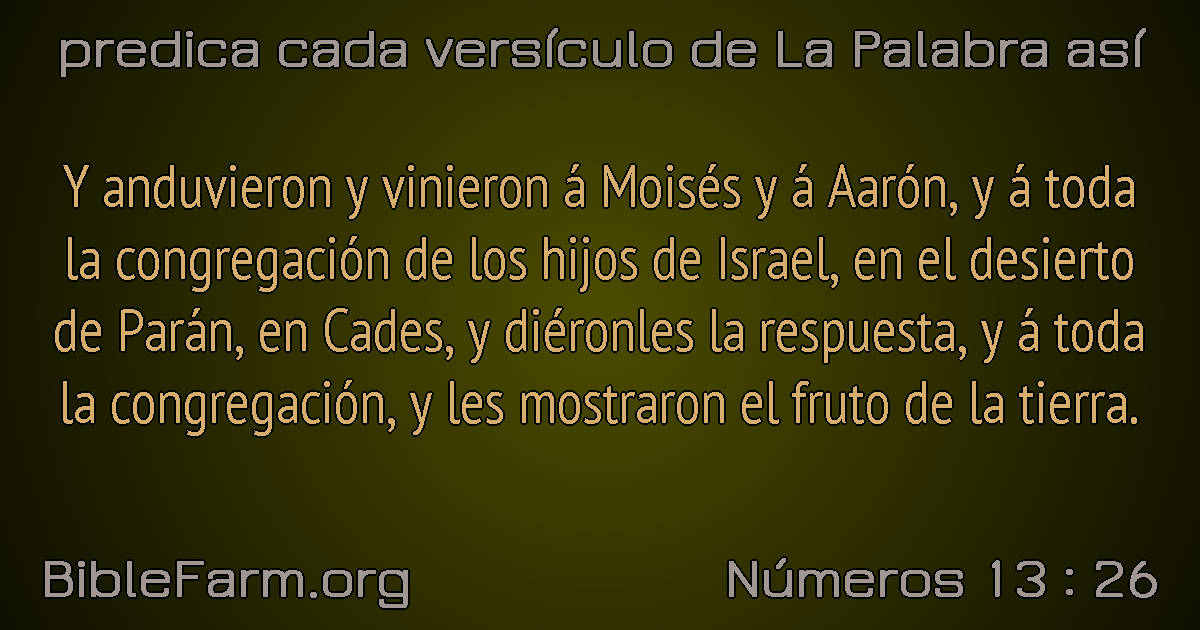 predica cada versículo de La Palabra así
Y anduvieron y vinieron á Moisés y á Aarón, y á toda
la congregación de los hijos de Israel, en el desierto
de Parán, en Cades, y diéronles la respuesta, y á toda
la congregación, y les mostraron el fruto de la tierra.
BibleFarm.org
Números 13 : 26